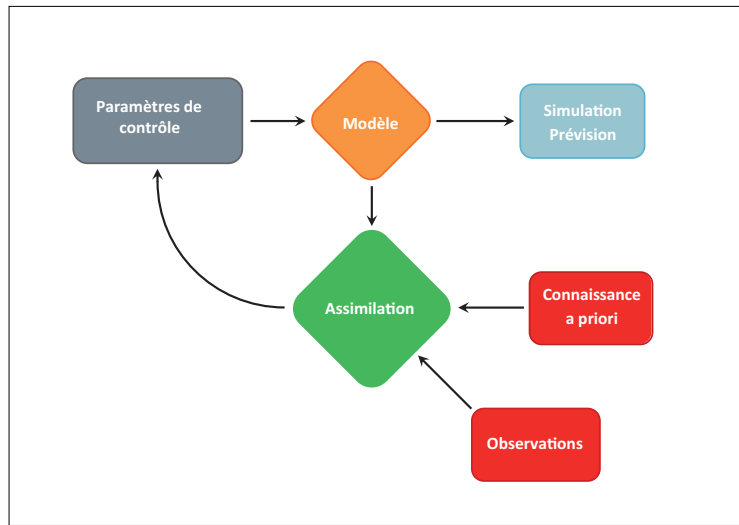 Paramètres de
contrôle
Modèle
Simulation
Prévision
Assimilation
Connaissance
a priori
Observations